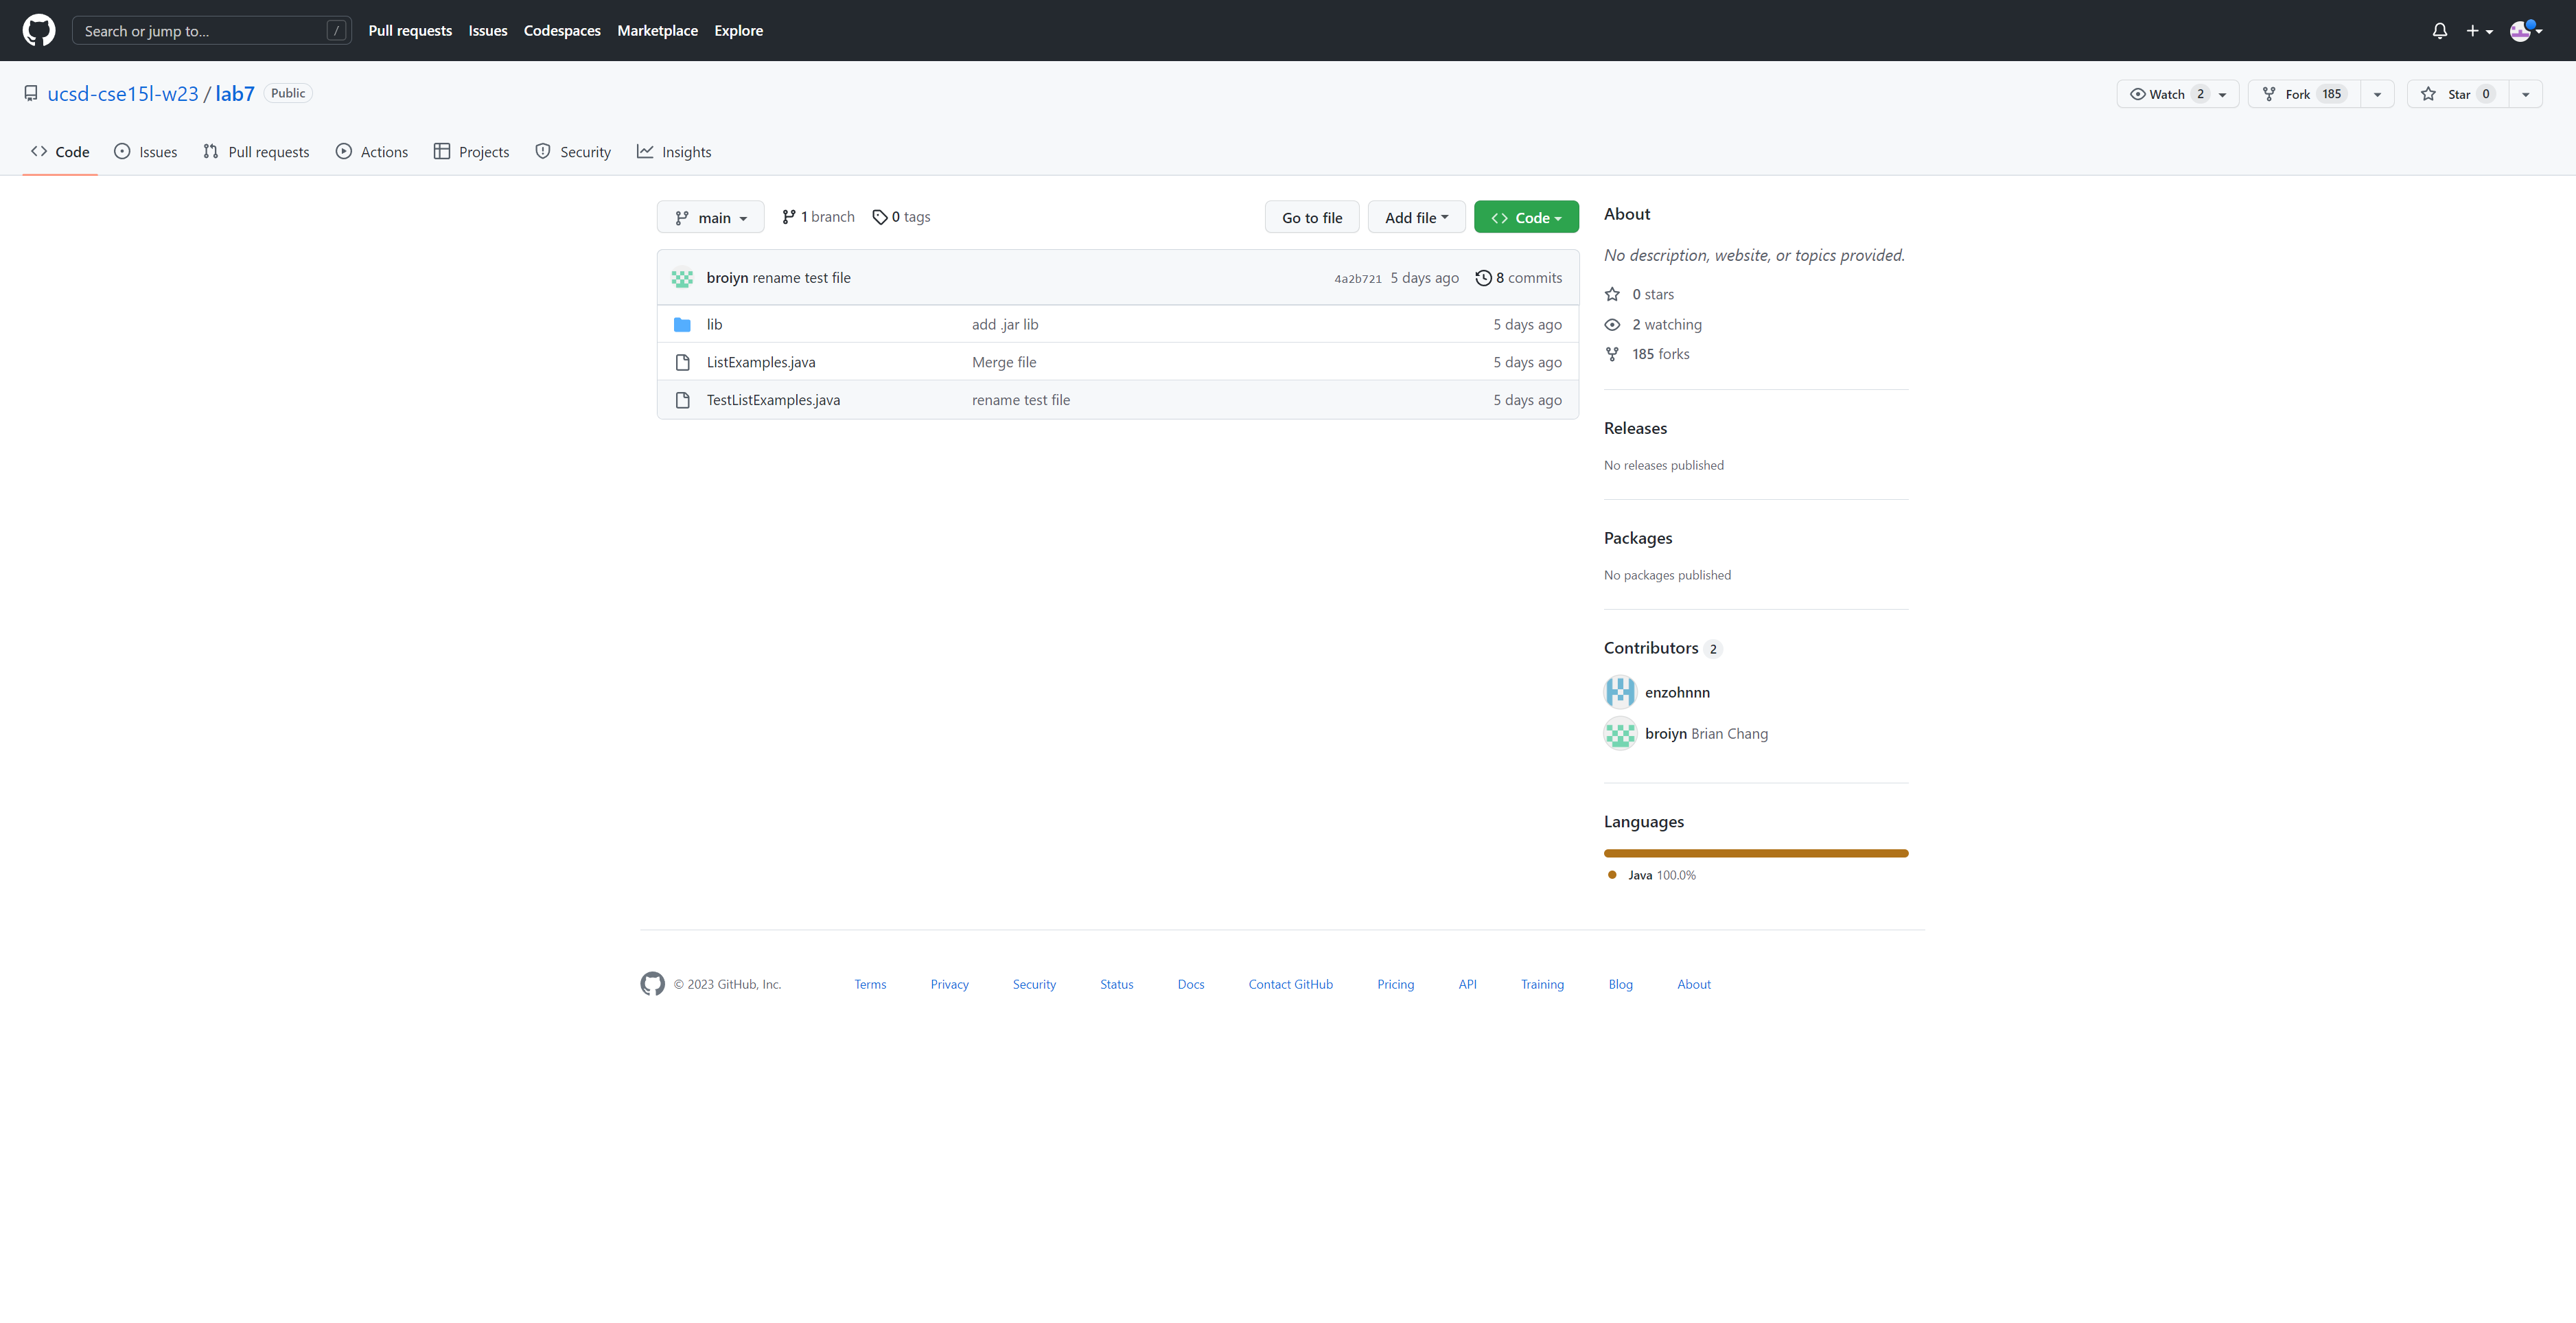 Search or jump to... / Pull requests Issues Codespaces Marketplace Explore
ucsd-cse15l-w23 / lab7 Public Watch 2 Fork 185 Star 0
Code Issues Pull requests Actions Projects Security Insights
main 1 branch 0 tags Go to file Add file Code
broiyn rename test file 4a2b721 5 days ago 8 commits
lib add .jar lib 5 days ago
ListExamples.java Merge file 5 days ago
TestListExamples.java rename test file 5 days ago
About
No description, website, or topics provided.
0 stars
2 watching
185 forks
Releases
No releases published
Packages
No packages published
Contributors 2
enzohnnn
broiyn Brian Chang
Languages
Java 100.0%
© 2023 GitHub, Inc. Terms Privacy Security Status Docs Contact GitHub Pricing API Training Blog About